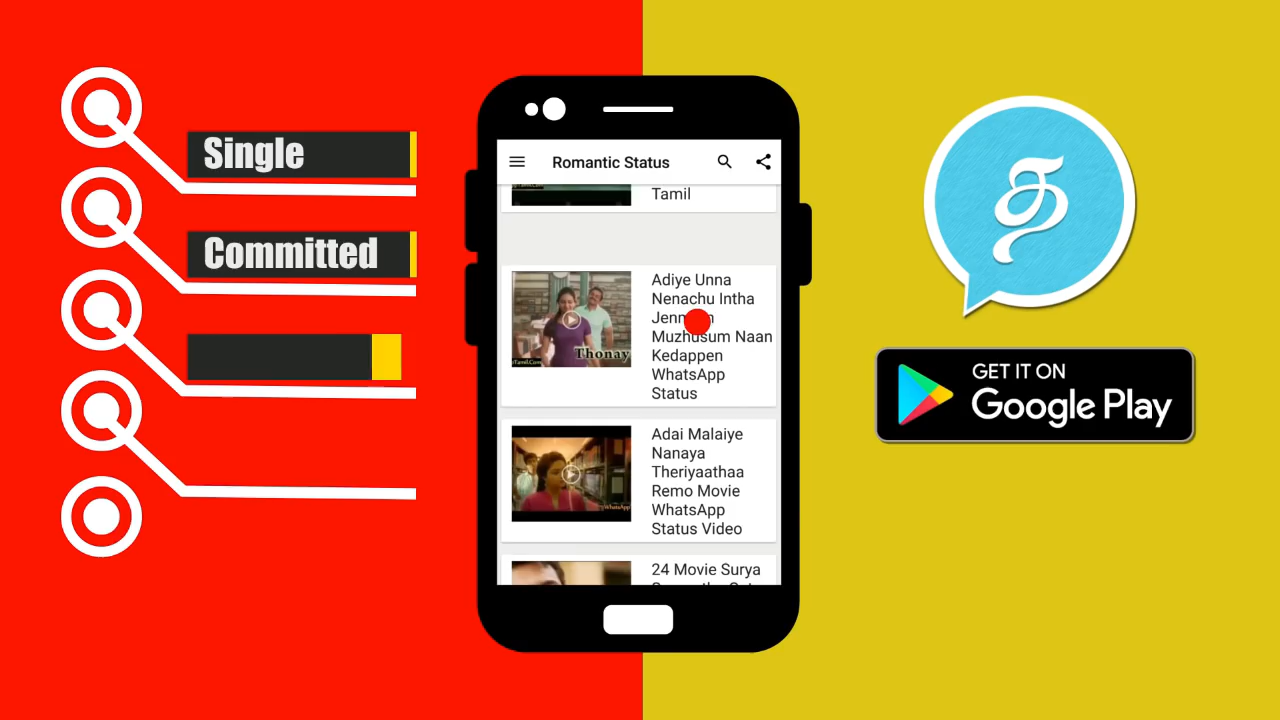 Single
Committed
Romantic Status
Tamil
Adiye Unna
Nenachu Intha
Muzhusum Naan
Kedappen
WhatsApp
Status
Thonay
Adai Malaiye
Nanaya
Theriyaathaa
Remo Movie
WhatsApp
Status Video
WhatsApp
24 Movie Surya
த
GET IT ON
Google Play